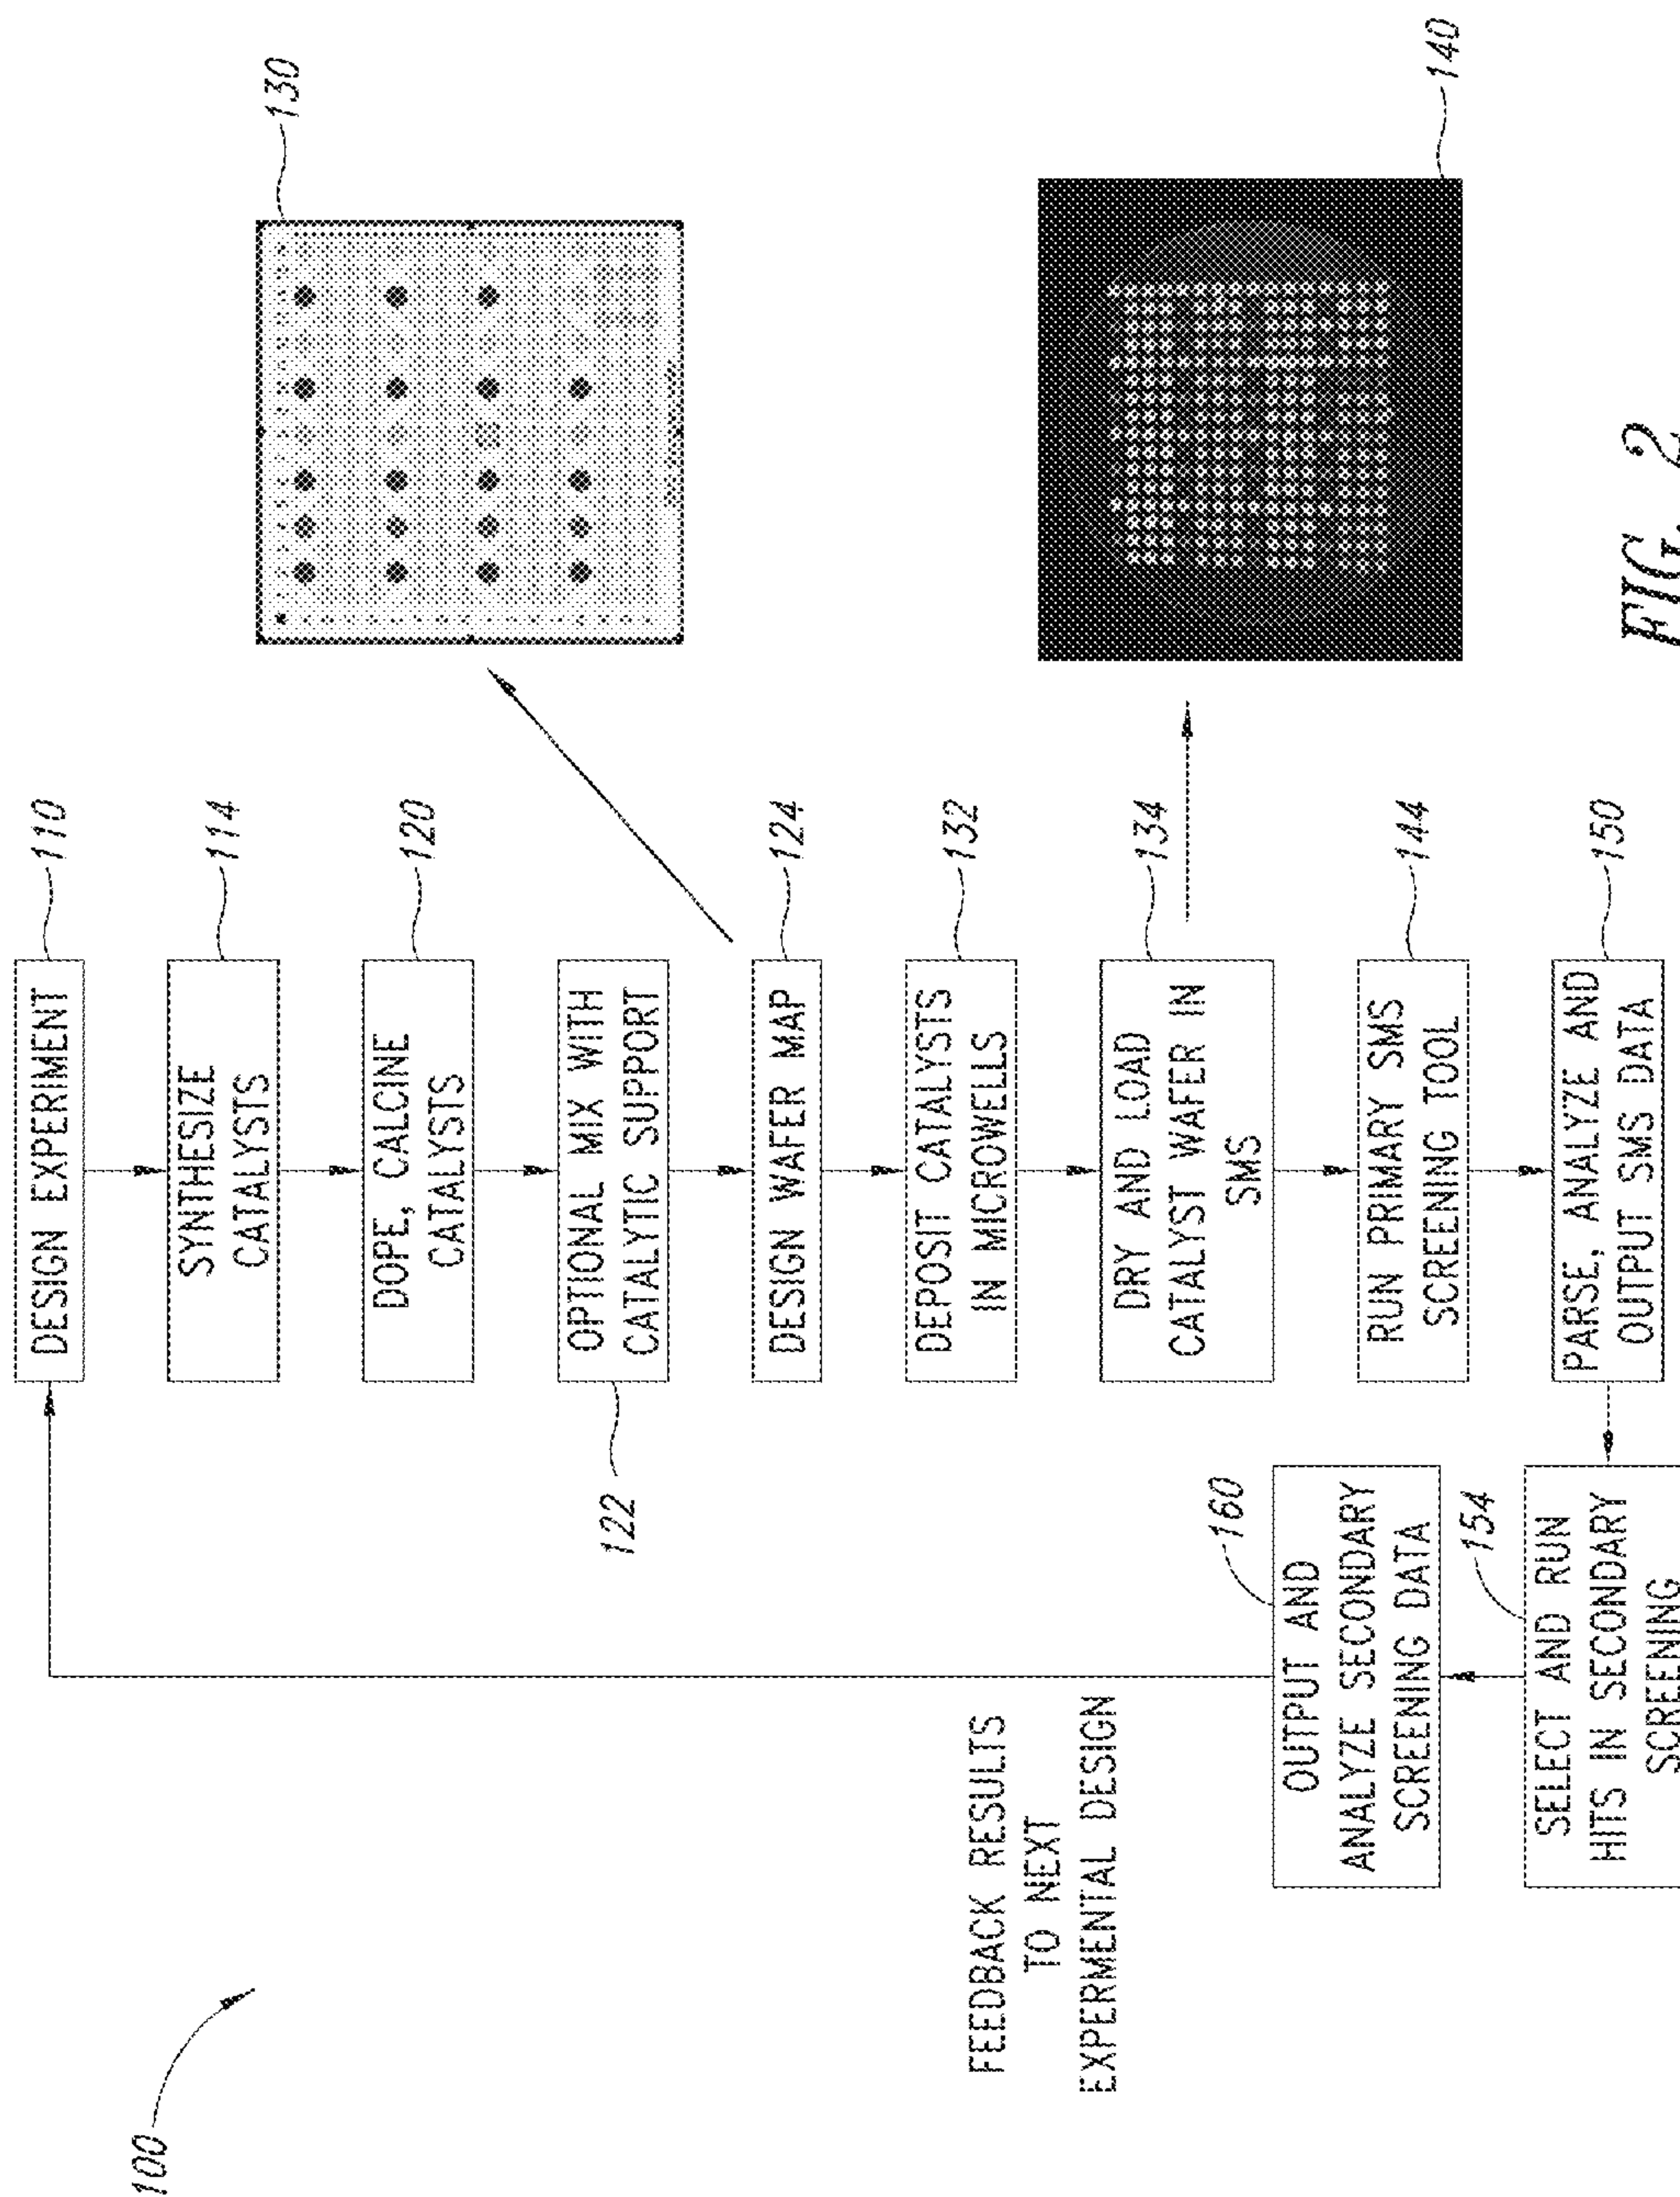 100
DESIGN EXPERIMENT
110
SYNTHESIZE
CATALYSTS
114
DOPE, CALCINE
CATALYSTS
120
OPTIONAL MIX WITH
CATALYTIC SUPPORT
122
DESIGN WAFER MAP
124
130
DEPOSIT CATALYSTS
IN MICROWELLS
132
DRY AND LOAD
CATALYST WAFER IN
SMS
134
140
RUN PRIMARY SMS
SCREENING TOOL
144
PARSE, ANALYZE AND
OUTPUT SMS DATA
150
SELECT AND RUN
HITS IN SECONDARY
SCREENING
154
OUTPUT AND
ANALYZE SECONDARY
SCREENING DATA
160
FEEDBACK RESULTS
TO NEXT
EXPERMENTAL DESIGN
FIG. 2